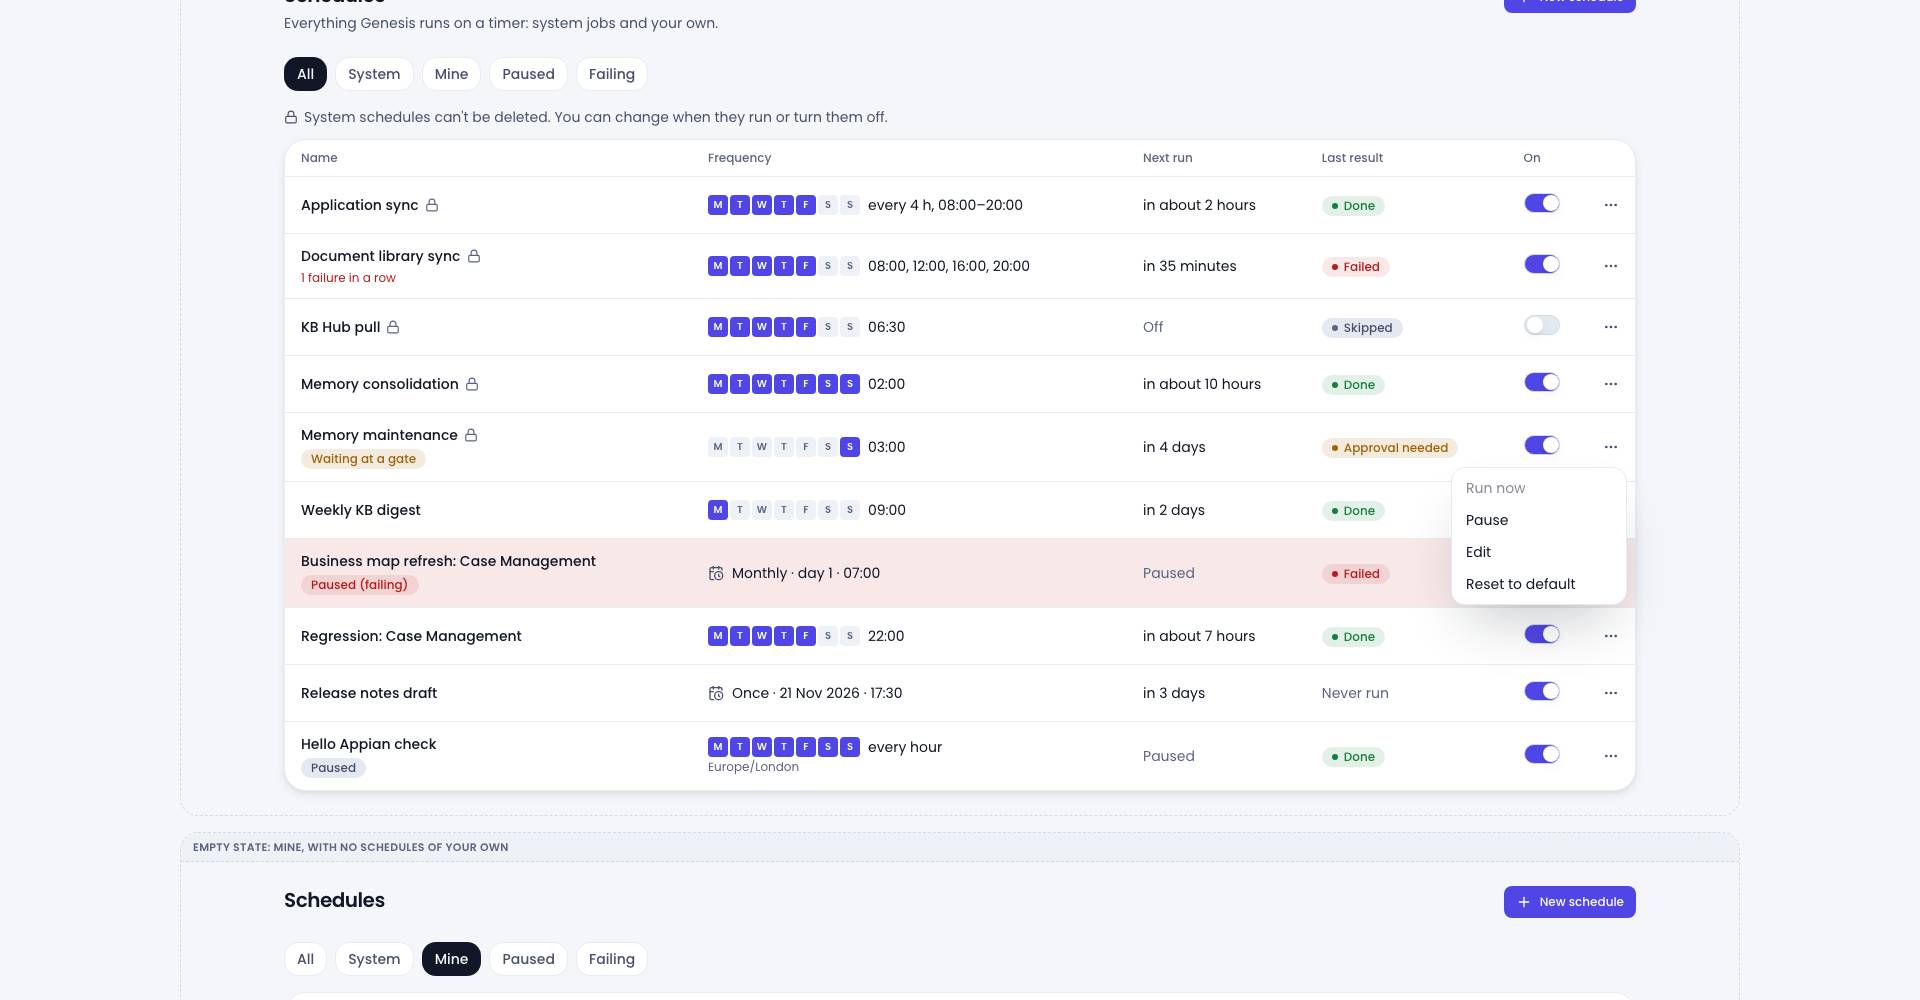 Everything Genesis runs on a timer: system jobs and your own.
All System Mine Paused Failing
System schedules can't be deleted. You can change when they run or turn them off.
Name Frequency Next run Last result On
Application sync M T W T F S S every 4 h, 08:00–20:00 in about 2 hours Done
Document library sync M T W T F S S 08:00, 12:00, 16:00, 20:00 in 35 minutes Failed
1 failure in a row
KB Hub pull M T W T F S S 06:30 Off Skipped
Memory consolidation M T W T F S S 02:00 in about 10 hours Done
Memory maintenance M T W T F S S 03:00 in 4 days Approval needed
Waiting at a gate
Run now
Pause
Edit
Reset to default
Weekly KB digest M T W T F S S 09:00 in 2 days Done
Business map refresh: Case Management Monthly · day 1 · 07:00 Paused Failed
Paused (failing)
Regression: Case Management M T W T F S S 22:00 in about 7 hours Done
Release notes draft Once · 21 Nov 2026 · 17:30 in 3 days Never run
Hello Appian check M T W T F S S every hour Paused Done
Paused Europe/London
EMPTY STATE: MINE, WITH NO SCHEDULES OF YOUR OWN
Schedules New schedule
All System Mine Paused Failing